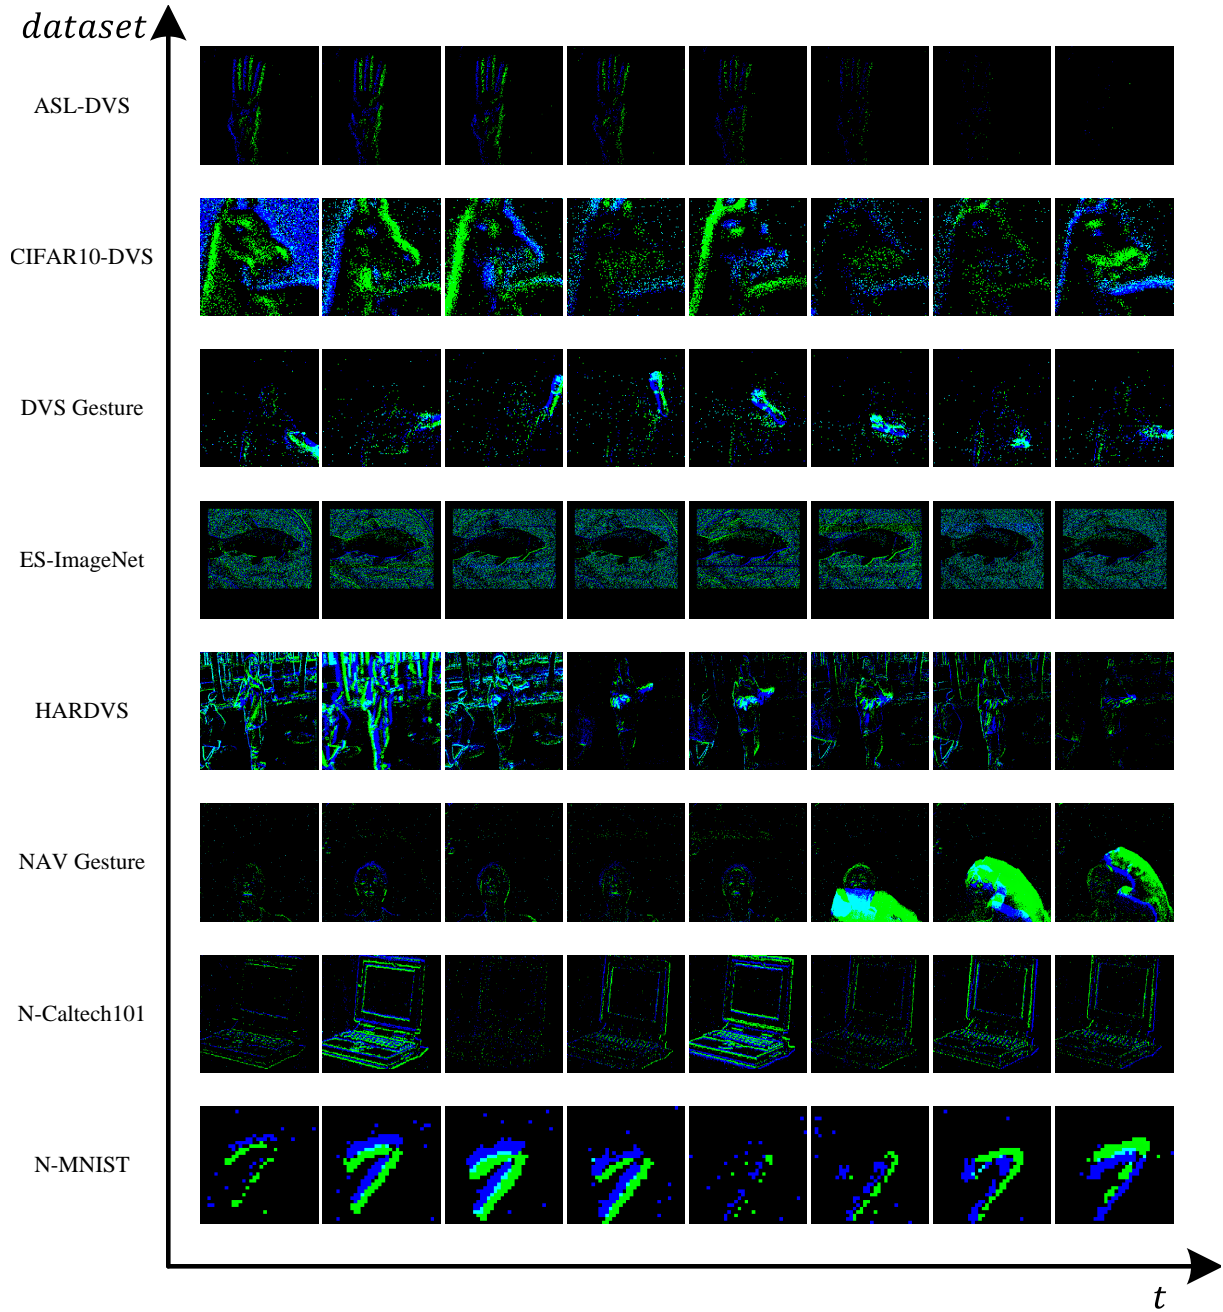 dataset
ASL-DVS
CIFAR10-DVS
DVS Gesture
ES-ImageNet
HARDVS
NAV Gesture
N-Caltech101
N-MNIST
t